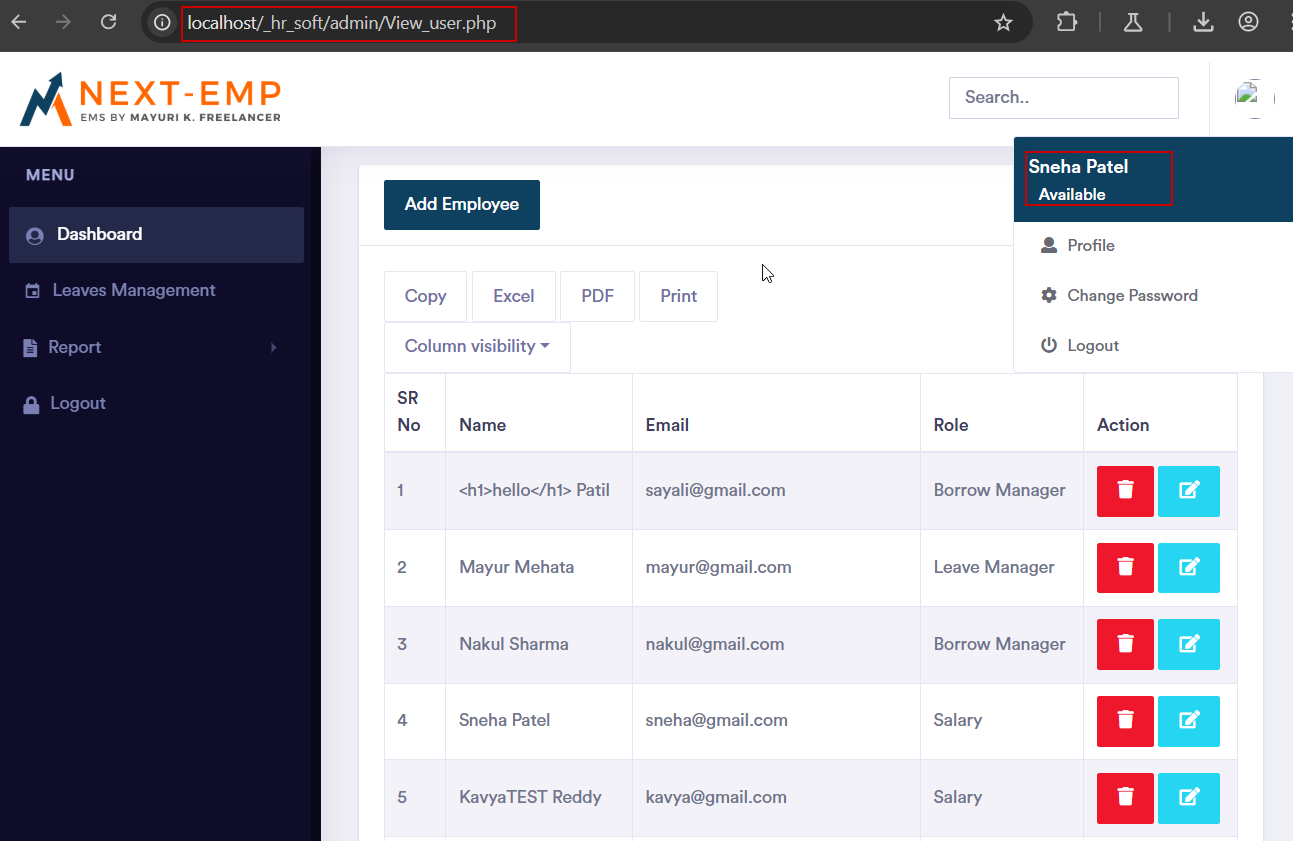 localhost/_hr_soft/admin/View_user.php
NEXT-EMP
EMS BY MAYURI K. FREELANCER
Search..
Sneha Patel
Available
Profile
Change Password
Logout
MENU
Dashboard
Leaves Management
Report
Logout
Add Employee
Copy Excel PDF Print
Column visibility
SR No Name Email Role Action
1 <h1>hello</h1> Patil sayali@gmail.com Borrow Manager
2 Mayur Mehata mayur@gmail.com Leave Manager
3 Nakul Sharma nakul@gmail.com Borrow Manager
4 Sneha Patel sneha@gmail.com Salary
5 KavyaTEST Reddy kavya@gmail.com Salary